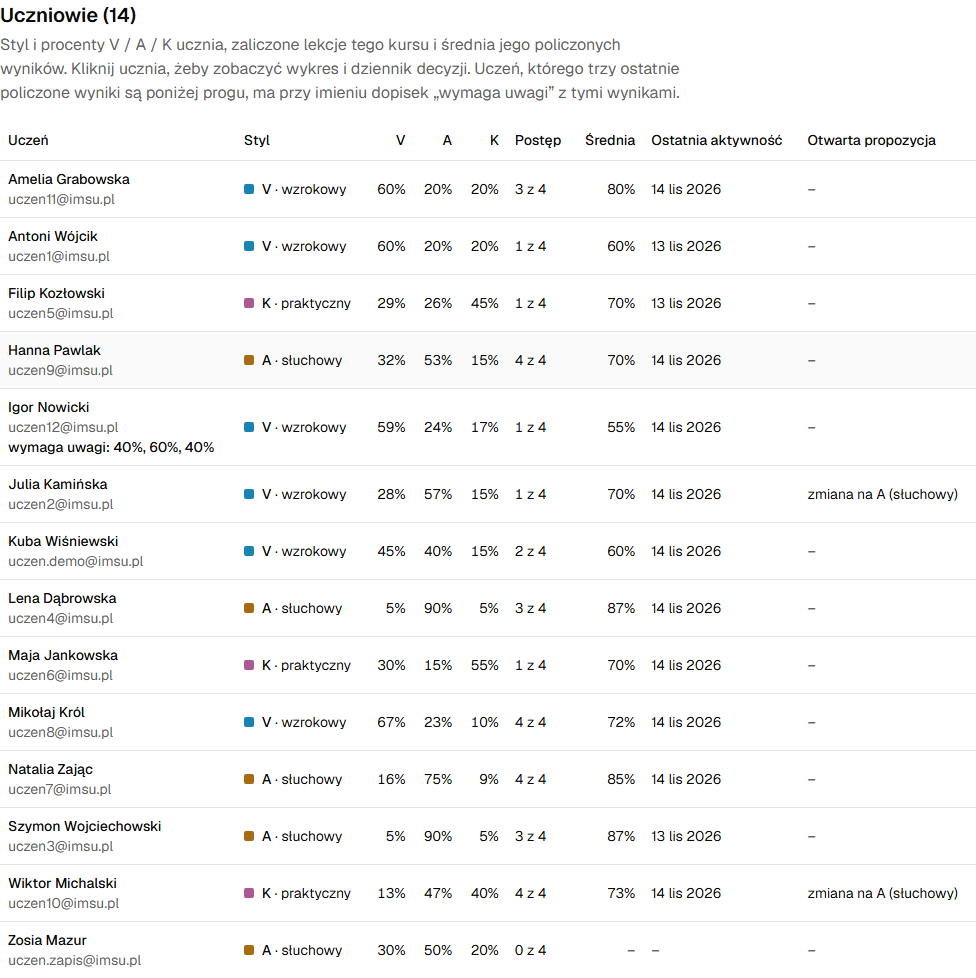 Uczniowie (14)
Styl i procenty V / A / K ucznia, zaliczone lekcje tego kursu i średnia jego policzonych
wyników. Kliknij ucznia, żeby zobaczyć wykres i dziennik decyzji. Uczeń, którego trzy ostatnie
policzone wyniki są poniżej progu, ma przy imieniu dopisek „wymaga uwagi” z tymi wynikami.
Uczeń Styl V A K Postęp Średnia Ostatnia aktywność Otwarta propozycja
Amelia Grabowska
uczen11@imsu.pl
V · wzrokowy 60% 20% 20% 3 z 4 80% 14 lis 2026 –
Antoni Wójcik
uczen1@imsu.pl
V · wzrokowy 60% 20% 20% 1 z 4 60% 13 lis 2026 –
Filip Kozłowski
uczen5@imsu.pl
K · praktyczny 29% 26% 45% 1 z 4 70% 13 lis 2026 –
Hanna Pawlak
uczen9@imsu.pl
A · słuchowy 32% 53% 15% 4 z 4 70% 14 lis 2026 –
Igor Nowicki
uczen12@imsu.pl
wymaga uwagi: 40%, 60%, 40%
V · wzrokowy 59% 24% 17% 1 z 4 55% 14 lis 2026 –
Julia Kamińska
uczen2@imsu.pl
V · wzrokowy 28% 57% 15% 1 z 4 70% 14 lis 2026 zmiana na A (słuchowy)
Kuba Wiśniewski
uczen.demo@imsu.pl
V · wzrokowy 45% 40% 15% 2 z 4 60% 14 lis 2026 –
Lena Dąbrowska
uczen4@imsu.pl
A · słuchowy 5% 90% 5% 3 z 4 87% 14 lis 2026 –
Maja Jankowska
uczen6@imsu.pl
K · praktyczny 30% 15% 55% 1 z 4 70% 14 lis 2026 –
Mikołaj Król
uczen8@imsu.pl
V · wzrokowy 67% 23% 10% 4 z 4 72% 14 lis 2026 –
Natalia Zając
uczen7@imsu.pl
A · słuchowy 16% 75% 9% 4 z 4 85% 14 lis 2026 –
Szymon Wojciechowski
uczen3@imsu.pl
A · słuchowy 5% 90% 5% 3 z 4 87% 13 lis 2026 –
Wiktor Michalski
uczen10@imsu.pl
K · praktyczny 13% 47% 40% 4 z 4 73% 14 lis 2026 zmiana na A (słuchowy)
Zosia Mazur
uczen.zapis@imsu.pl
A · słuchowy 30% 50% 20% 0 z 4 – – –